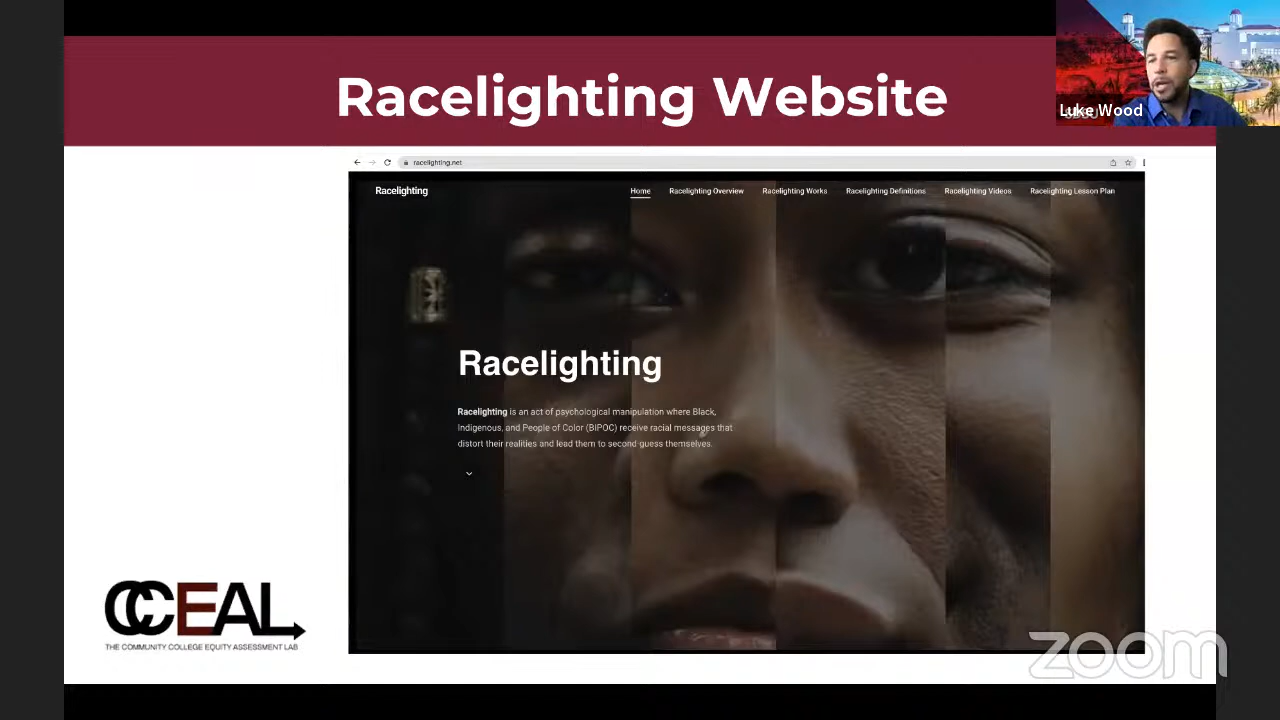 Racelighting Website
Luke Wood
racelighting.net
Racelighting
Home Racelighting Overview Racelighting Works Racelighting Definitions Racelighting Videos Racelighting Lesson Plan
Racelighting
Racelighting is an act of psychological manipulation where Black,
Indigenous, and People of Color (BIPOC) receive racial messages that
distort their realities and lead them to second-guess themselves.
CCEAL
THE COMMUNITY COLLEGE EQUITY ASSESSMENT LAB
zoom